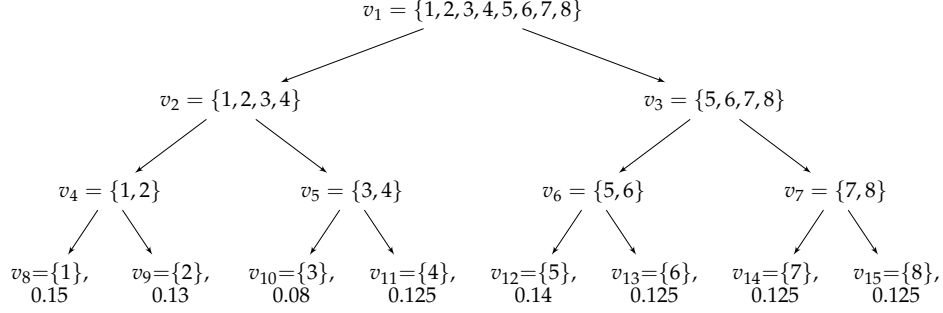 v₁ = {1, 2, 3, 4, 5, 6, 7, 8}
v₂ = {1, 2, 3, 4} v₃ = {5, 6, 7, 8}
v₄ = {1, 2} v₅ = {3, 4} v₆ = {5, 6} v₇ = {7, 8}
v₈={1}, v₉={2}, v₁₀={3}, v₁₁={4}, v₁₂={5}, v₁₃={6}, v₁₄={7}, v₁₅={8},
0.15 0.13 0.08 0.125 0.14 0.125 0.125 0.125